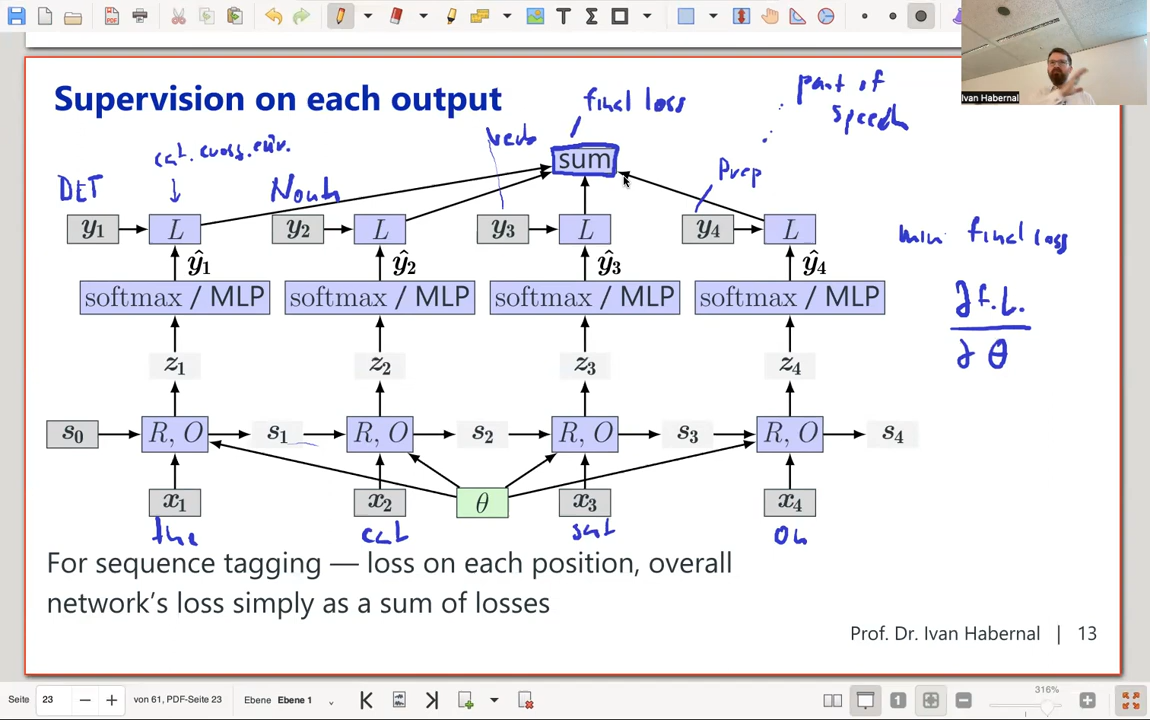 Ivan Habernal
Supervision on each output
final loss
part of
speech
cat. cross. entr.
verb
sum
Prep
DET
Noun
y₁ L y₂ L y₃ L y₄ L
min final loss
ŷ₁ ŷ₂ ŷ₃ ŷ₄
softmax / MLP softmax / MLP softmax / MLP softmax / MLP
∂ f.L.
∂ θ
z₁ z₂ z₃ z₄
s₀ R, O s₁ R, O s₂ R, O s₃ R, O s₄
x₁ x₂ θ x₃ x₄
the cat sat on
For sequence tagging — loss on each position, overall
network’s loss simply as a sum of losses
Prof. Dr. Ivan Habernal | 13
316%
Seite 23 von 61, PDF-Seite 23 Ebene Ebene 1